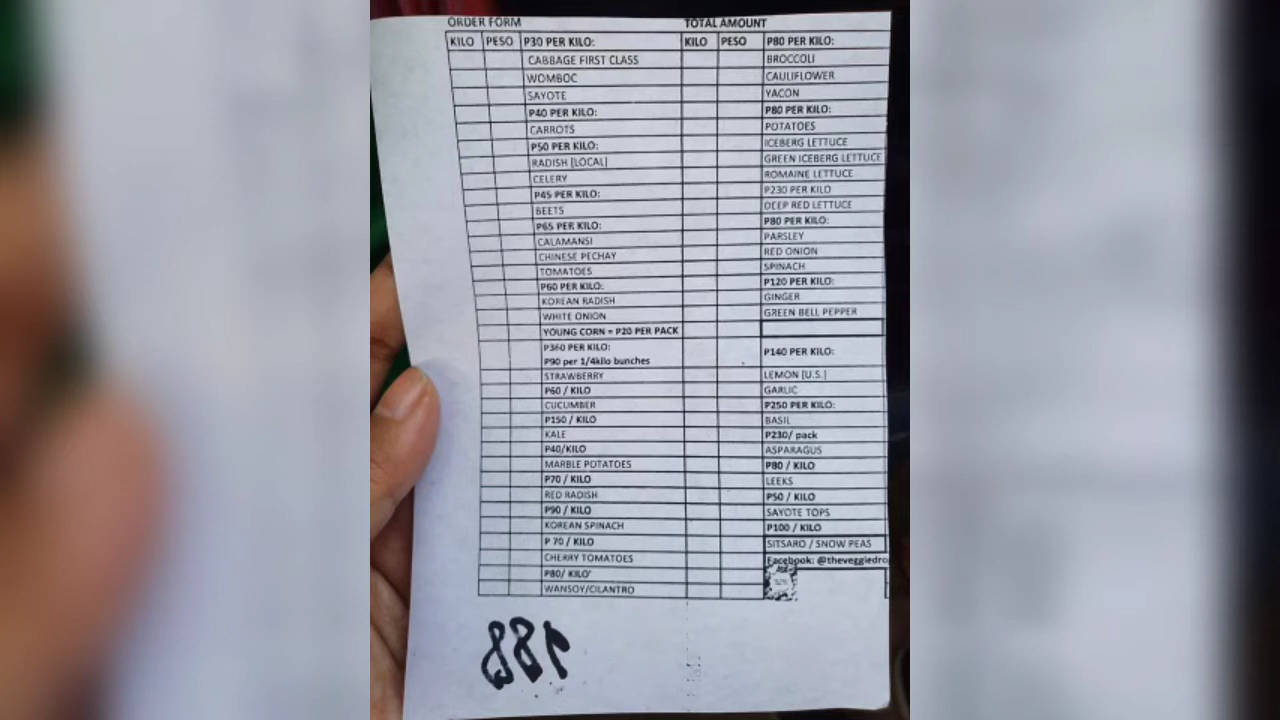 ORDER FORM
TOTAL AMOUNT
KILO PESO P30 PER KILO:
CABBAGE FIRST CLASS
WOMBOC
SAYOTE
P40 PER KILO:
CARROTS
P50 PER KILO:
RADISH [LOCAL]
CELERY
P45 PER KILO:
BEETS
P65 PER KILO:
CALAMANSI
CHINESE PECHAY
TOMATOES
P60 PER KILO:
KOREAN RADISH
WHITE ONION
YOUNG CORN = P20 PER PACK
P360 PER KILO:
P90 per 1/4kilo bunches
STRAWBERRY
P60 / KILO
CUCUMBER
P150 / KILO
KALE
P40/KILO
MARBLE POTATOES
P70 / KILO
RED RADISH
P90 / KILO
KOREAN SPINACH
P 70 / KILO
CHERRY TOMATOES
P80/ KILO'
WANSOY/CILANTRO
KILO PESO P80 PER KILO:
BROCCOLI
CAULIFLOWER
YACON
P80 PER KILO:
POTATOES
ICEBERG LETTUCE
GREEN ICEBERG LETTUCE
ROMAINE LETTUCE
P230 PER KILO
DEEP RED LETTUCE
P80 PER KILO:
PARSLEY
RED ONION
SPINACH
P120 PER KILO:
GINGER
GREEN BELL PEPPER
P140 PER KILO:
LEMON [U.S.]
GARLIC
P250 PER KILO:
BASIL
P230/ pack
ASPARAGUS
P80 / KILO
LEEKS
P50 / KILO
SAYOTE TOPS
P100 / KILO
SITSARO / SNOW PEAS
Facebook: @theveggiedro
188